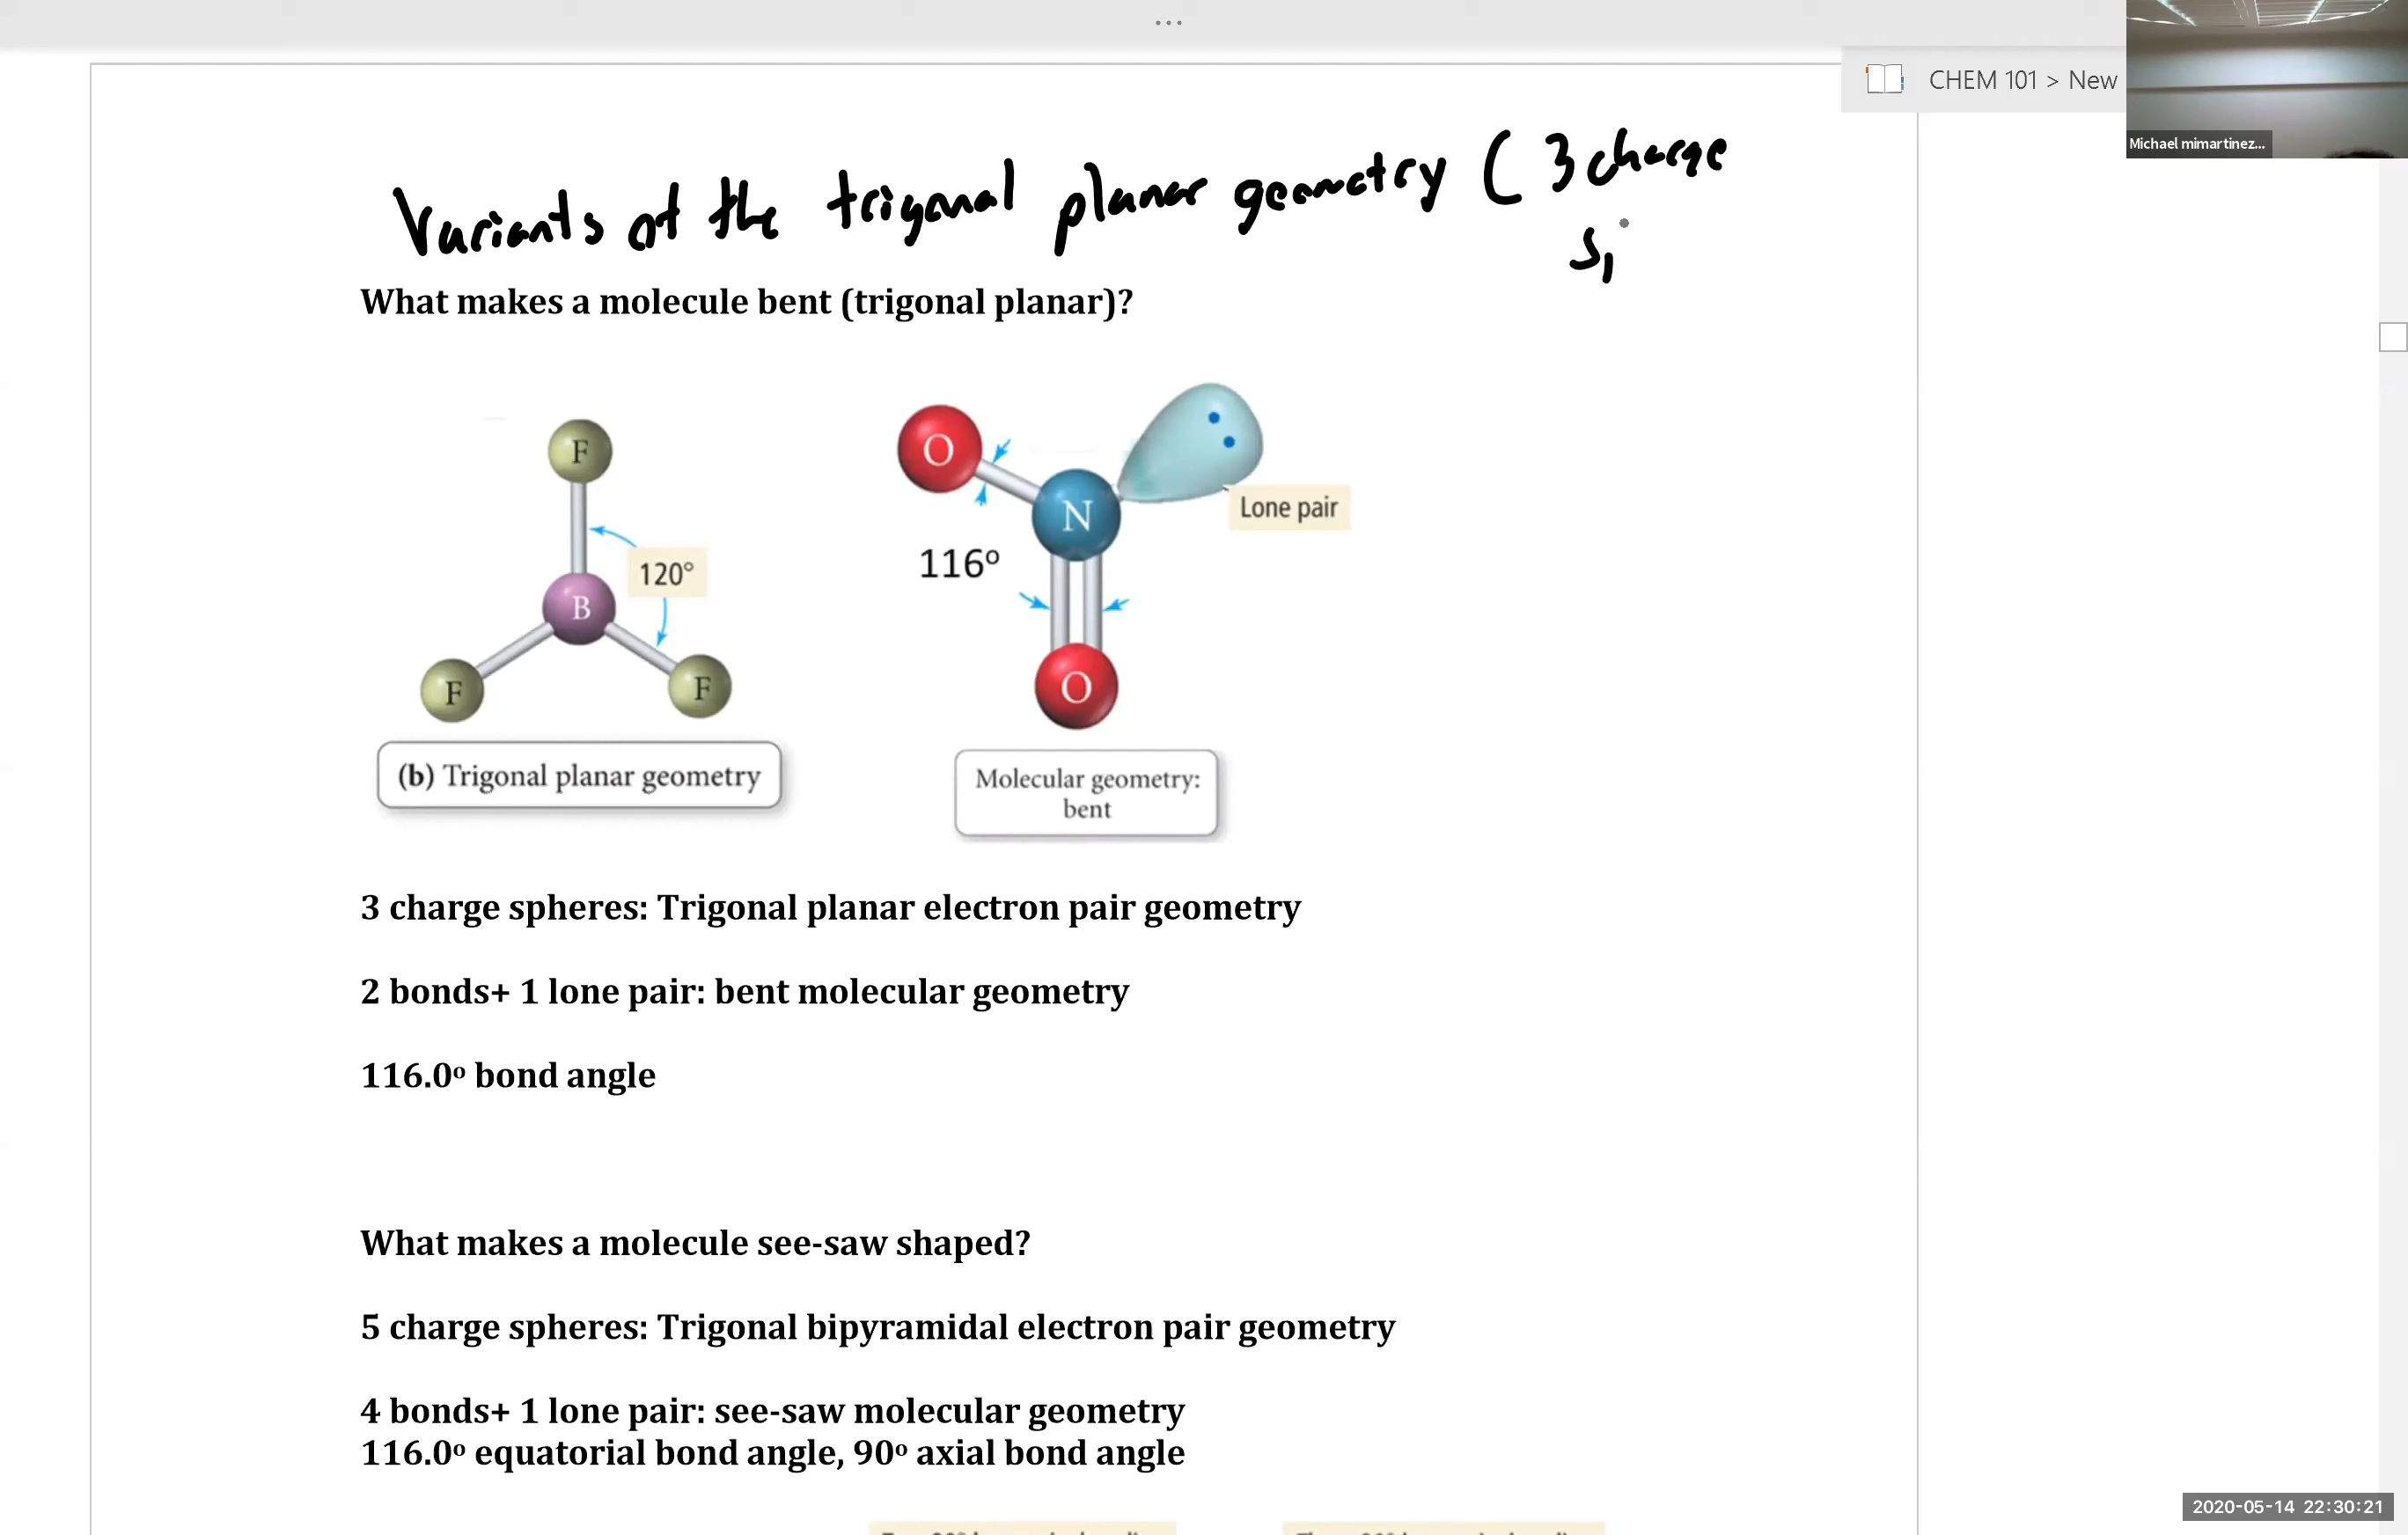 ...
CHEM 101 > New
Michael mimartinez...
Variants of the trigonal planar geometry ( 3 charge
s
What makes a molecule bent (trigonal planar)?
F
B
F
F
120°
(b) Trigonal planar geometry
O
N
O
116º
Lone pair
Molecular geometry:
bent
3 charge spheres: Trigonal planar electron pair geometry
2 bonds+ 1 lone pair: bent molecular geometry
116.0º bond angle
What makes a molecule see-saw shaped?
5 charge spheres: Trigonal bipyramidal electron pair geometry
4 bonds+ 1 lone pair: see-saw molecular geometry
116.0º equatorial bond angle, 90º axial bond angle
2020-05-14 22:30:21